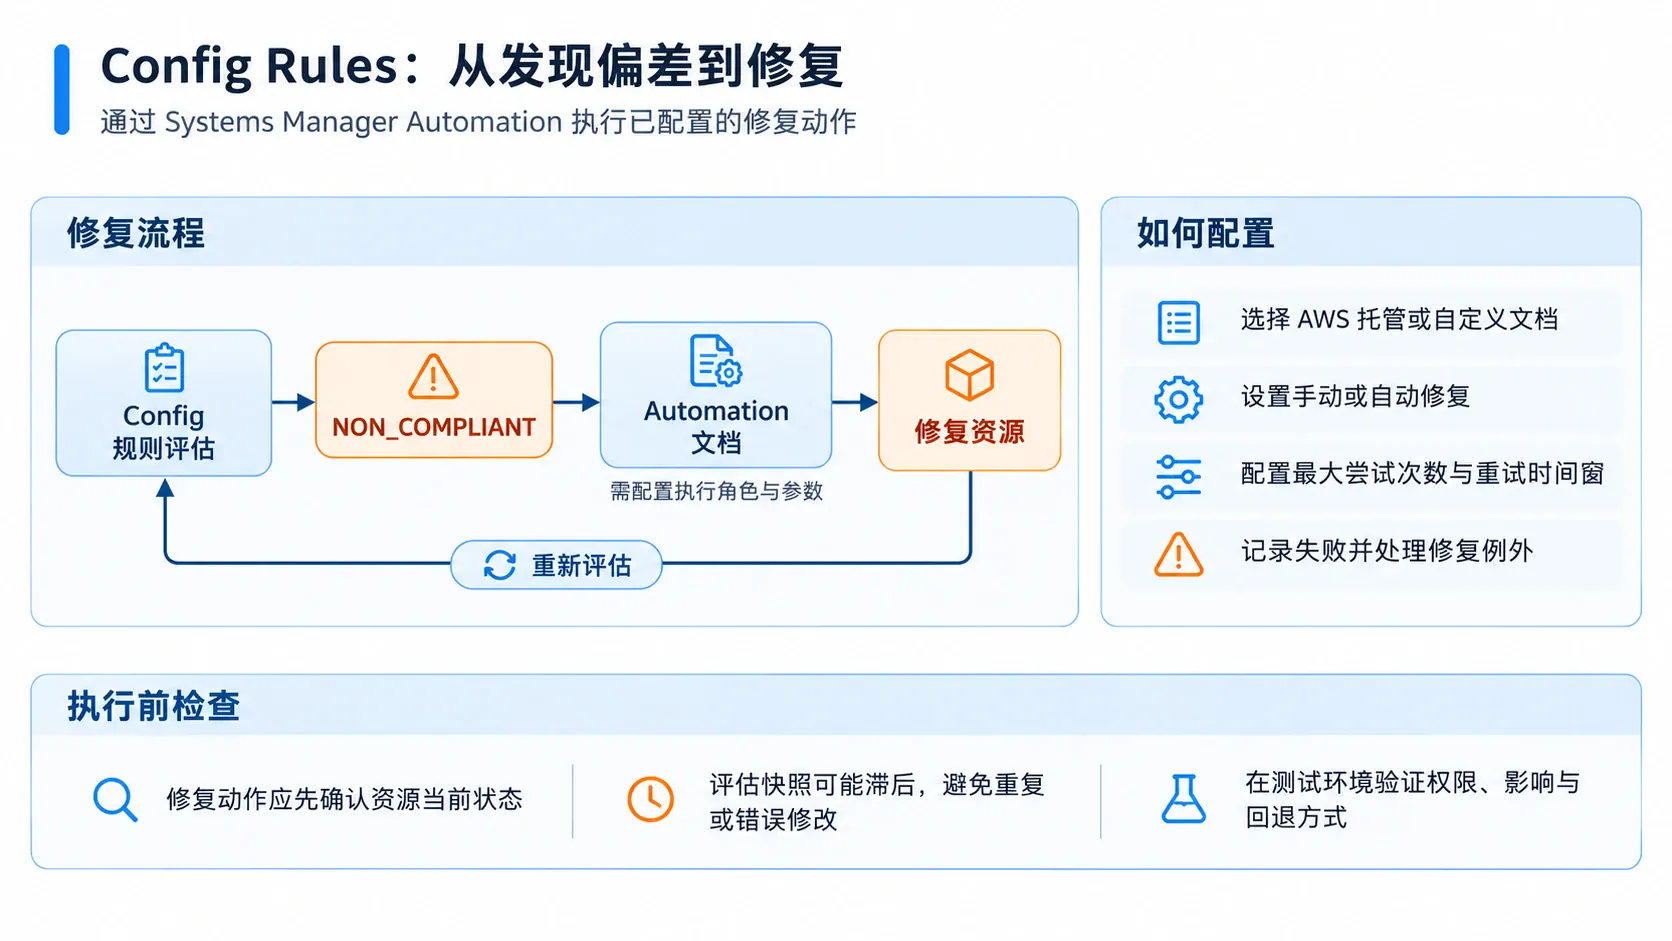 Config Rules：从发现偏差到修复
通过 Systems Manager Automation 执行已配置的修复动作
修复流程
Config
规则评估
NON_COMPLIANT
Automation
文档
需配置执行角色与参数
修复资源
重新评估
如何配置
选择 AWS 托管或自定义文档
设置手动或自动修复
配置最大尝试次数与重试时间窗
记录失败并处理修复例外
执行前检查
修复动作应先确认资源当前状态
评估快照可能滞后，避免重复
或错误修改
在测试环境验证权限、影响与
回退方式